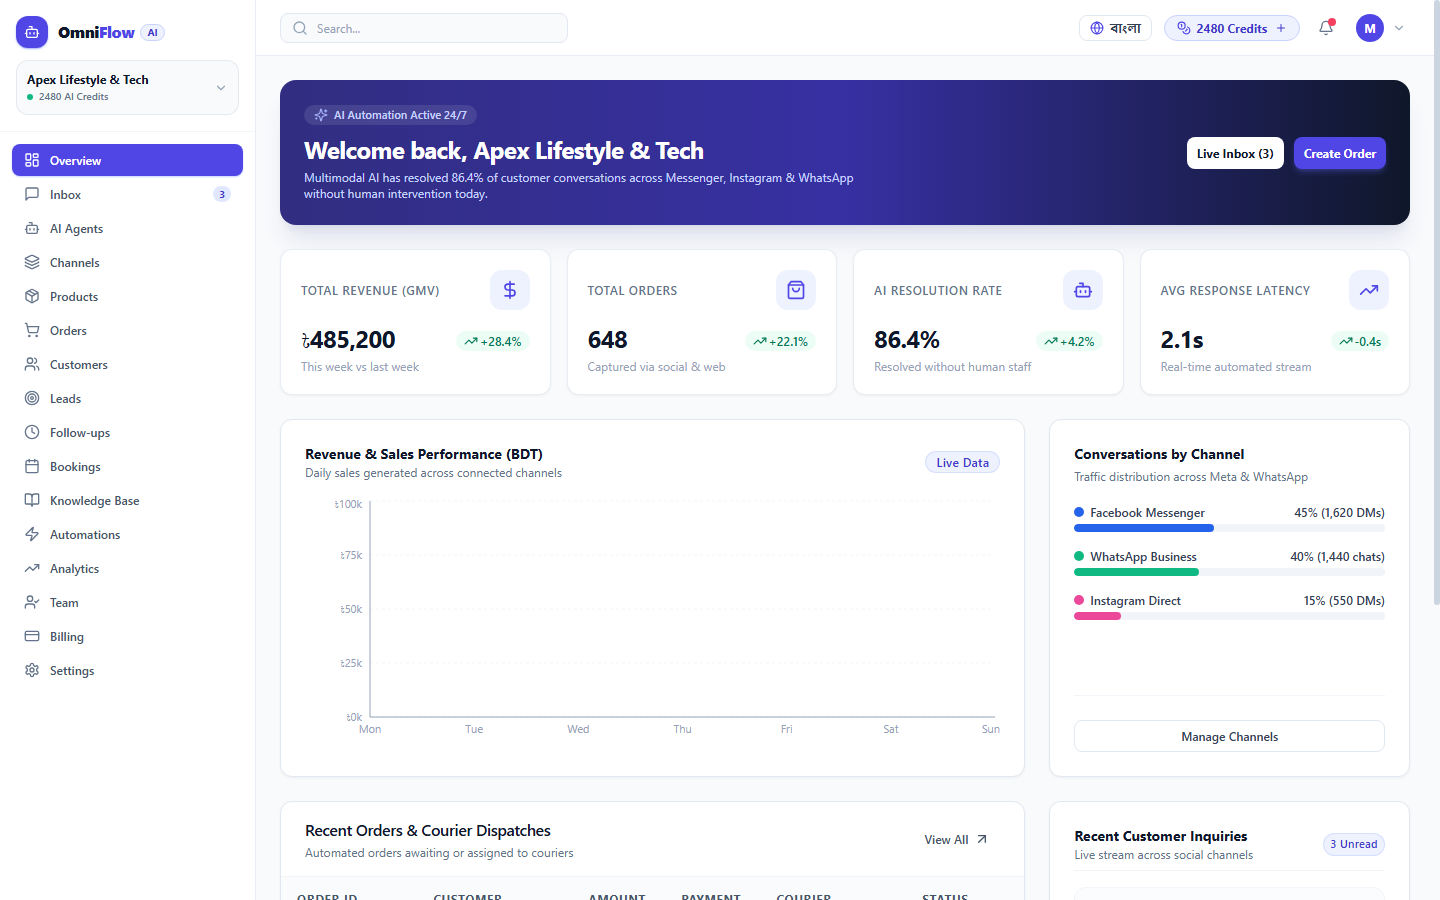 OmniFlow AI
Apex Lifestyle & Tech
2480 AI Credits
Overview
Inbox 3
AI Agents
Channels
Products
Orders
Customers
Leads
Follow-ups
Bookings
Knowledge Base
Automations
Analytics
Team
Billing
Settings
Search...
বাংলা
2480 Credits +
M
AI Automation Active 24/7
Welcome back, Apex Lifestyle & Tech
Multimodal AI has resolved 86.4% of customer conversations across Messenger, Instagram & WhatsApp
without human intervention today.
Live Inbox (3)
Create Order
TOTAL REVENUE (GMV)
৳485,200
+28.4%
This week vs last week
TOTAL ORDERS
648
+22.1%
Captured via social & web
AI RESOLUTION RATE
86.4%
+4.2%
Resolved without human staff
AVG RESPONSE LATENCY
2.1s
-0.4s
Real-time automated stream
Revenue & Sales Performance (BDT)
Daily sales generated across connected channels
Live Data
৳100k
৳75k
৳50k
৳25k
৳0k
Mon Tue Wed Thu Fri Sat Sun
Conversations by Channel
Traffic distribution across Meta & WhatsApp
Facebook Messenger 45% (1,620 DMs)
WhatsApp Business 40% (1,440 chats)
Instagram Direct 15% (550 DMs)
Manage Channels
Recent Orders & Courier Dispatches
Automated orders awaiting or assigned to couriers
View All
ORDER ID CUSTOMER AMOUNT PAYMENT COURIER STATUS
Recent Customer Inquiries
Live stream across social channels
3 Unread